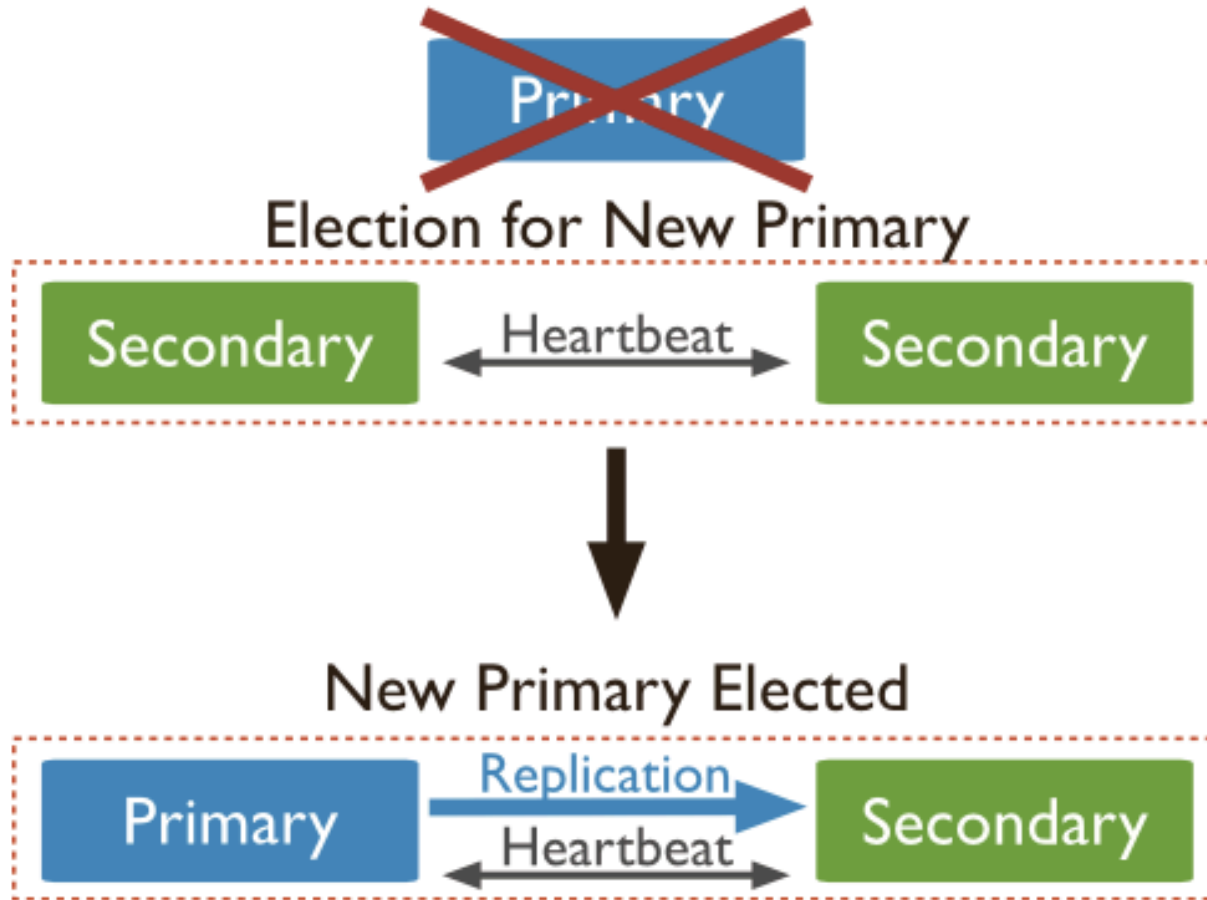 Primary
Election for New Primary
Secondary
Heartbeat
Secondary
New Primary Elected
Primary
Replication
Heartbeat
Secondary